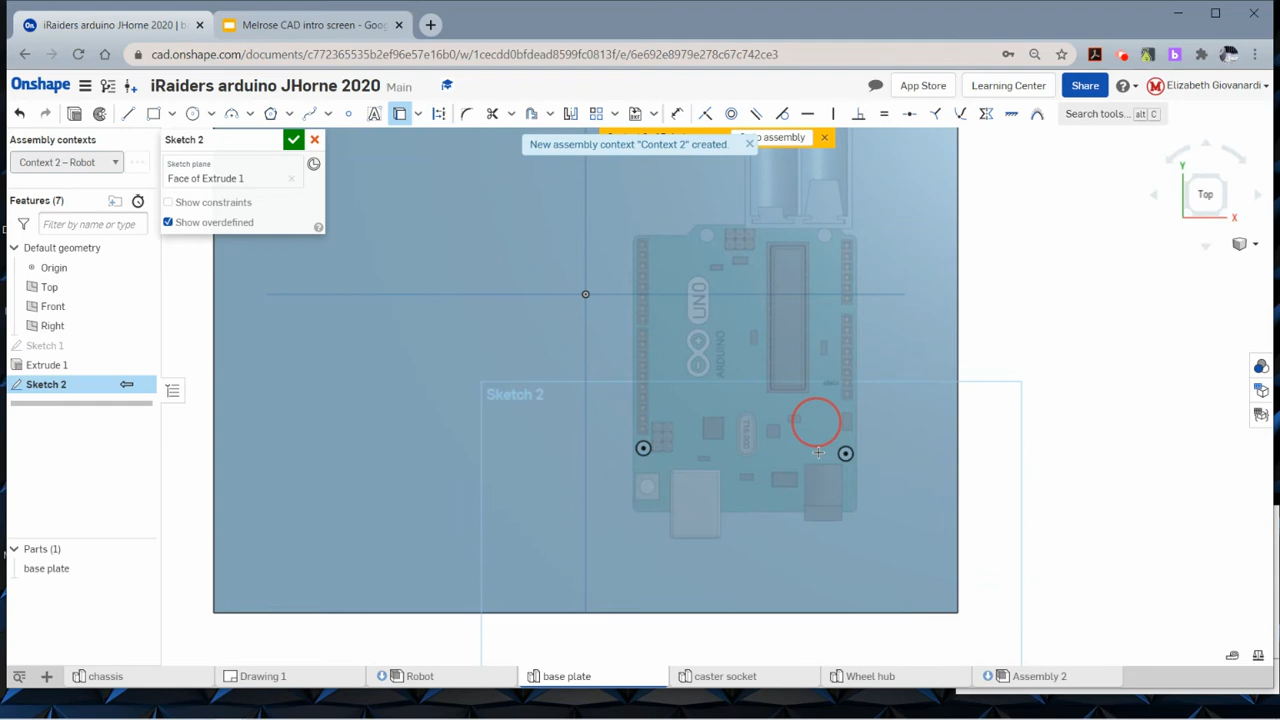 iRaiders arduino JHorne 2020 | ba
Melrose CAD intro screen - Goog
cad.onshape.com/documents/c772365535b2ef96e57e16b0/w/1cecdd0bfdead8599fc0813f/e/6e692e8979e278c67c742ce3
Onshape
iRaiders arduino JHorne 2020 Main
App Store
Learning Center
Share
Elizabeth Giovanardi
Search tools...
alt C
Assembly contexts
Context 2 – Robot
Sketch 2
Sketch plane
Face of Extrude 1
Show constraints
Show overdefined
New assembly context "Context 2" created.
assembly
Features (7)
Filter by name or type
Default geometry
Origin
Top
Front
Right
Sketch 1
Extrude 1
Sketch 2
Parts (1)
base plate
Y
Top
X
UNO
ARDUINO
Sketch 2
chassis
Drawing 1
Robot
base plate
caster socket
Wheel hub
Assembly 2